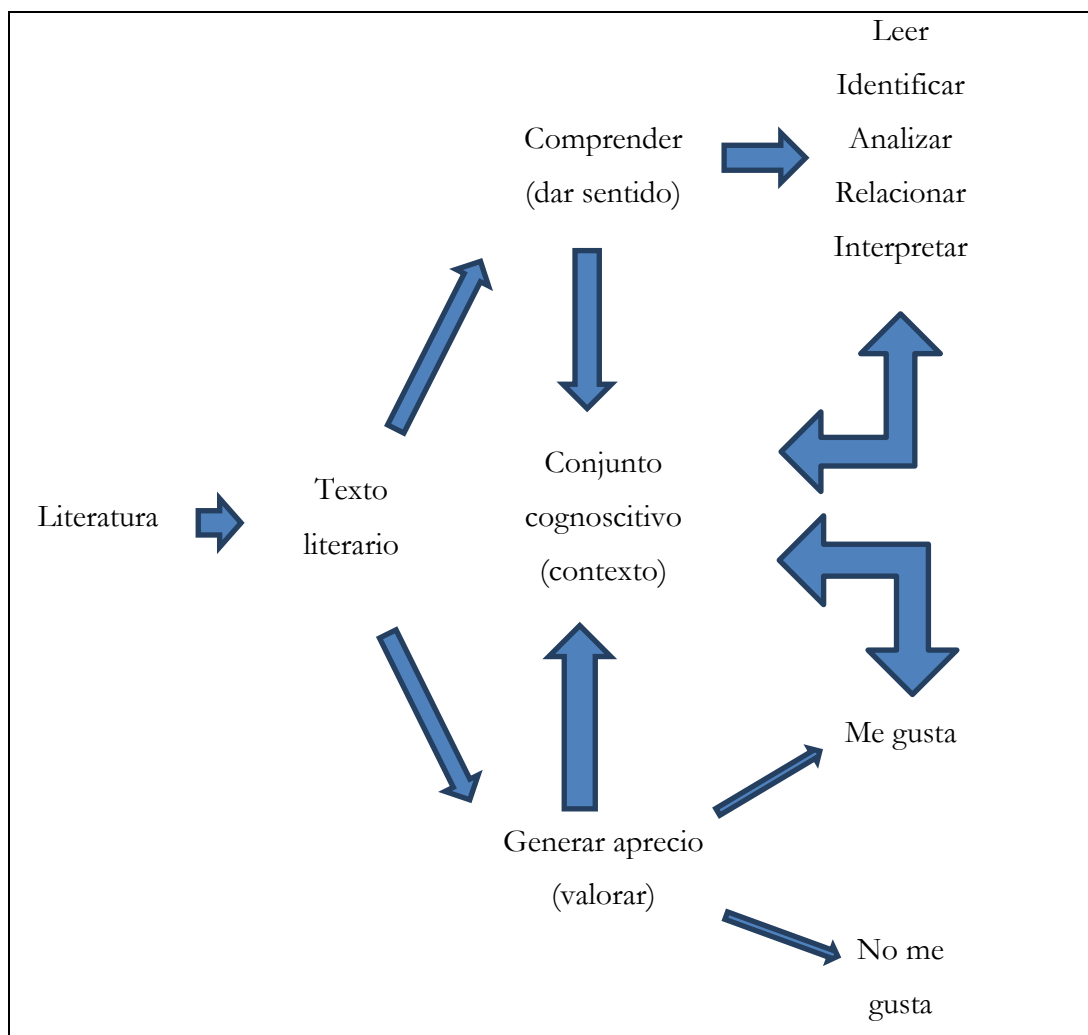 Leer
Identificar
Analizar
Relacionar
Interpretar
Comprender
(dar sentido)
Literatura
Texto
literario
Conjunto
cognoscitivo
(contexto)
Generar aprecio
(valorar)
Me gusta
No me
gusta